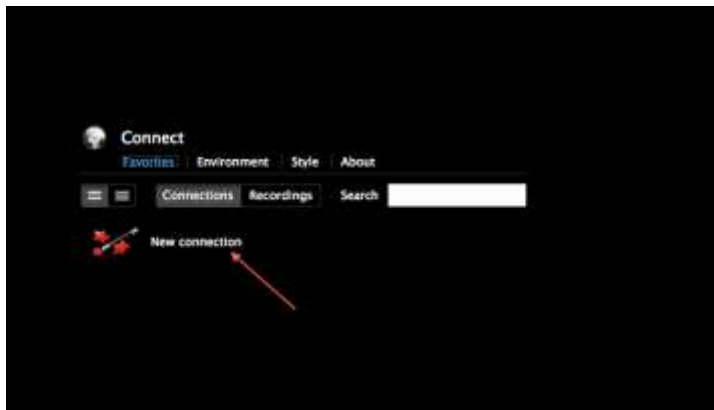 Connect
Favorites Environment Style About
Connections Recordings Search
New connection